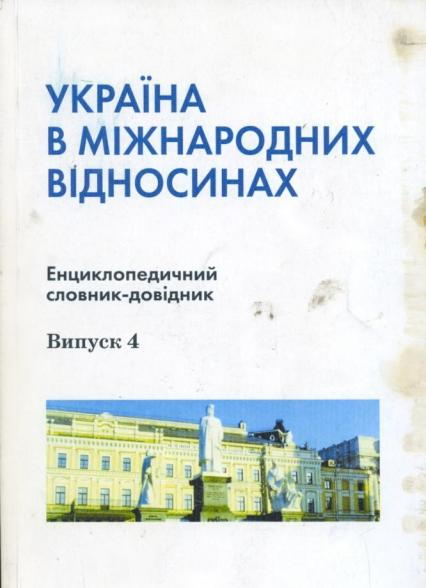 УКРАЇНА
В МІЖНАРОДНИХ
ВІДНОСИНАХ
Енциклопедичний
словник-довідник
Випуск 4